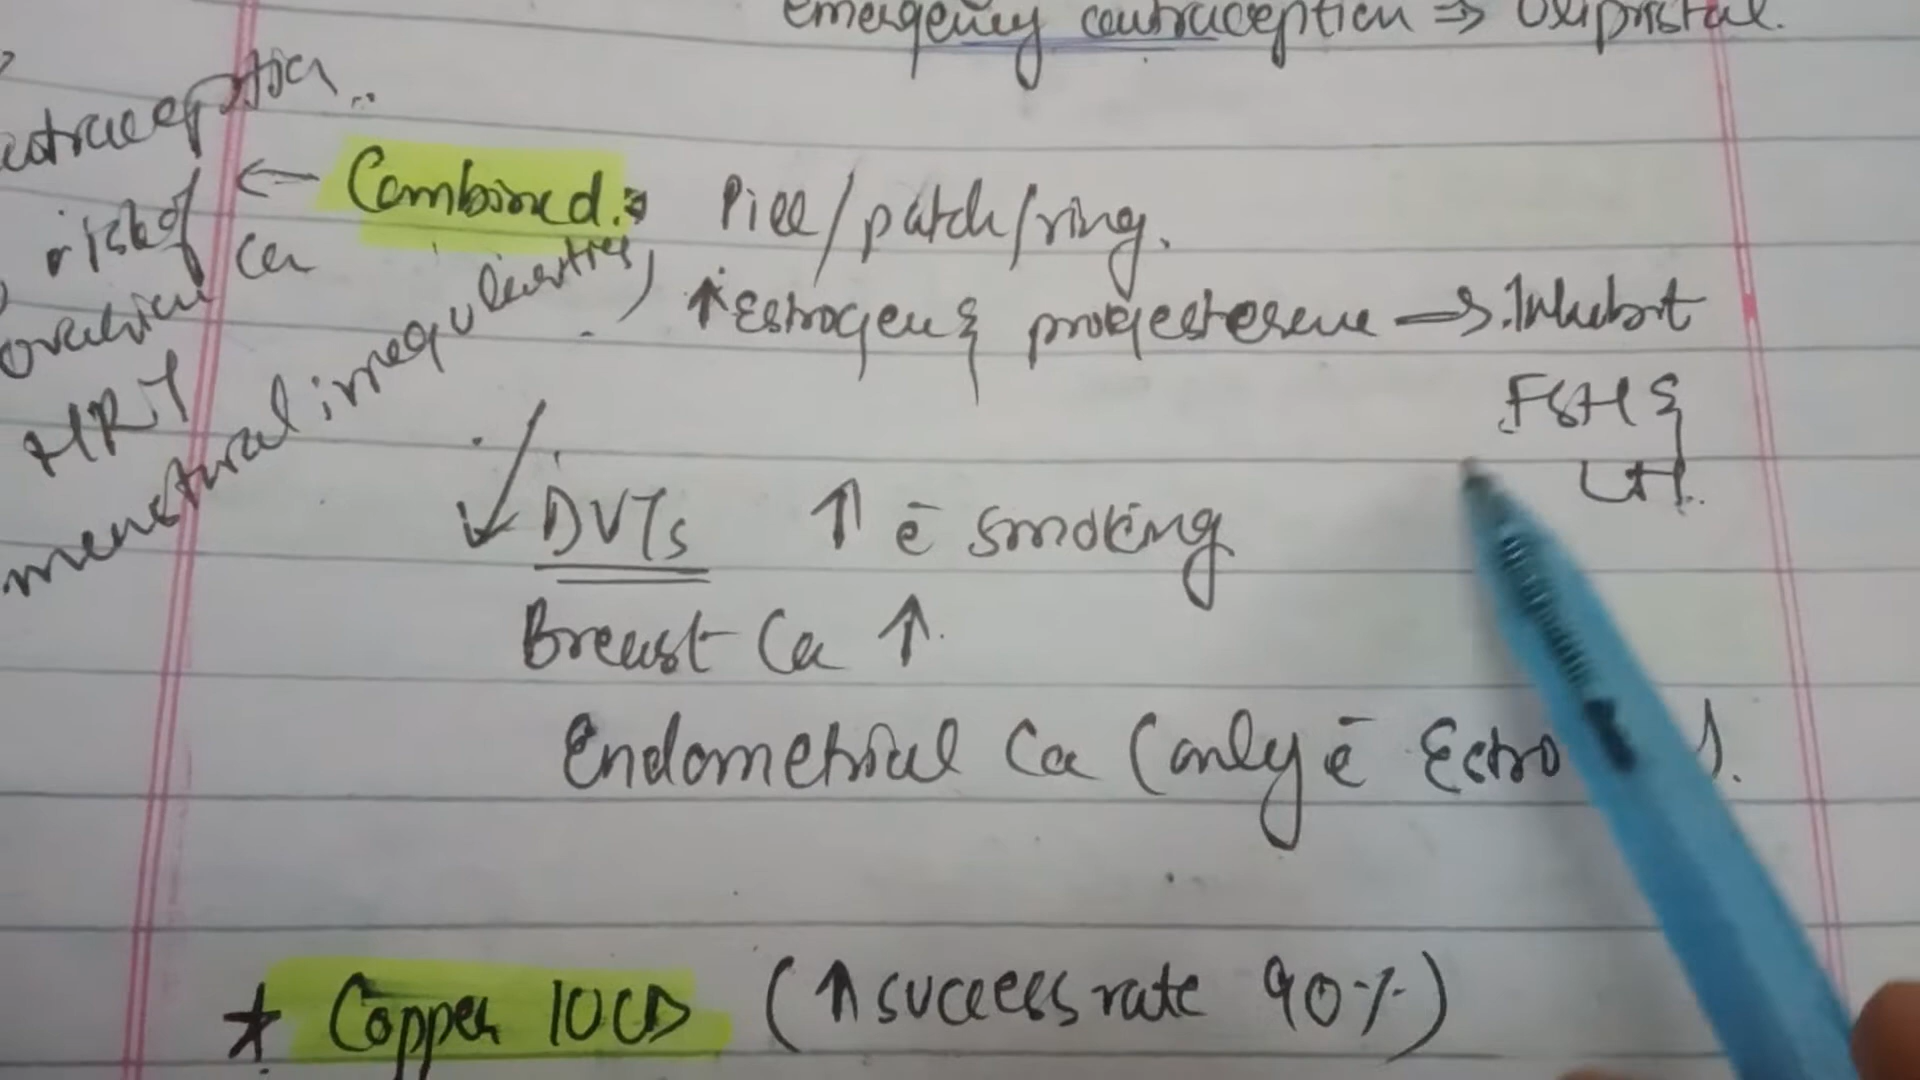 emergency contraception ⇒ Ulipristal.
contraception..
← Combined: Pill/patch/ring.
risk of
ovarian Ca
↑Estrogen & progesterone → Inhibit
FSH &
LH.
HRT
menstural irregularities,
DVTs ↑ c̄ smoking
Breast Ca ↑.
Endometrial Ca (only c̄ Estro ).
* Copper IUCD (↑ success rate 90%)